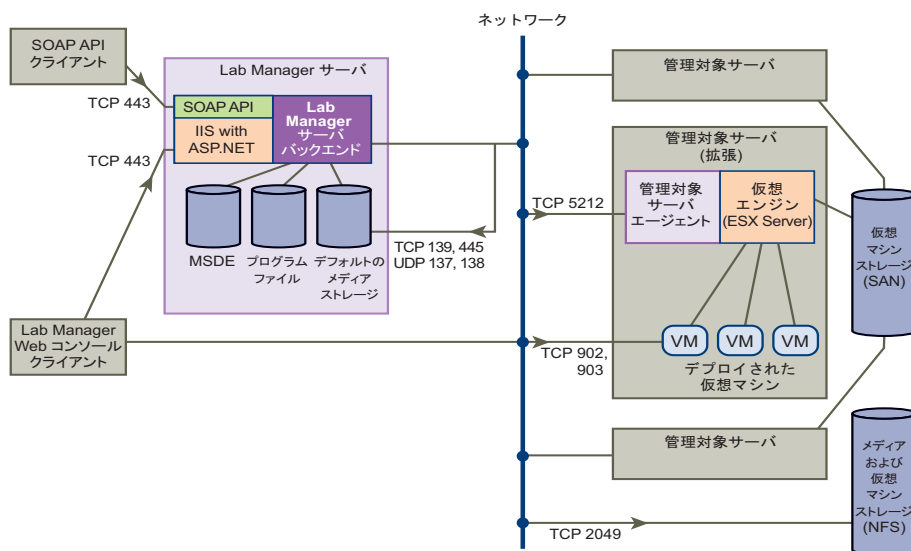 ネットワーク
SOAP API
クライアント
TCP 443
Lab Manager サーバ
SOAP API
IIS with
ASP.NET
Lab
Manager
サーバ
バックエンド
TCP 443
MSDE
プログラム
ファイル
デフォルトの
メディア
ストレージ
TCP 139, 445
UDP 137, 138
Lab Manager
Web コンソール
クライアント
管理対象サーバ
管理対象サーバ
(拡張)
TCP 5212
管理対象
サーバ
エージェント
仮想
エンジン
(ESX Server)
VM
VM
VM
デプロイされた
仮想マシン
TCP 902,
903
仮想
マシン
ストレージ
(SAN)
管理対象サーバ
TCP 2049
メディア
および
仮想
マシン
ストレージ
(NFS)